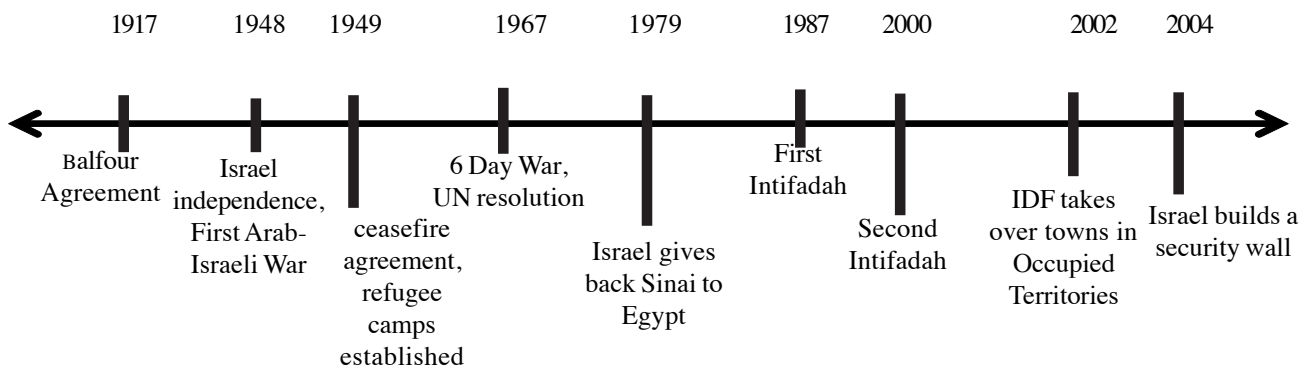 1917 1948 1949 1967 1979 1987 2000 2002 2004
Balfour
Agreement
Israel
independence,
First Arab-
Israeli War
ceasefire
agreement,
refugee
camps
established
6 Day War,
UN resolution
Israel gives
back Sinai to
Egypt
First
Intifadah
Second
Intifadah
IDF takes
over towns in
Occupied
Territories
Israel builds a
security wall